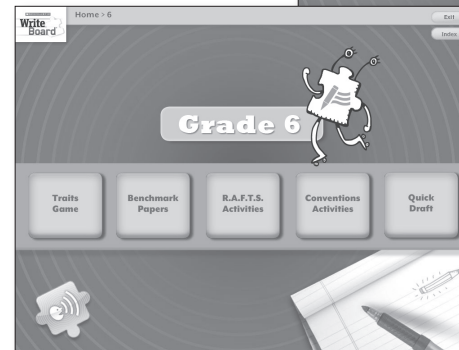 Write
Board
Home > 6
Exit
Index
Grade 6
Traits
Game
Benchmark
Papers
R.A.F.T.S.
Activities
Conventions
Activities
Quick
Draft